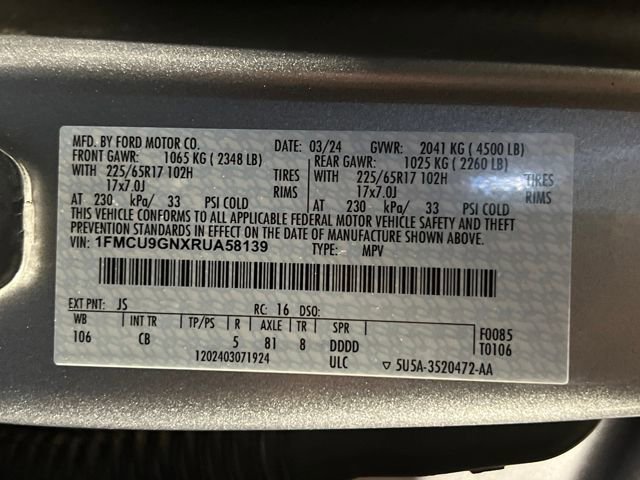 MFD. BY FORD MOTOR CO. DATE: 03/24 GVWR: 2041 KG ( 4500 LB)
FRONT GAWR: 1065 KG ( 2348 LB) REAR GAWR: 1025 KG ( 2260 LB)
WITH 225/65R17 102H TIRES WITH 225/65R17 102H TIRES
17x7.0J RIMS 17x7.0J RIMS
AT 230 kPa/ 33 PSI COLD AT 230 kPa/ 33 PSI COLD
THIS VEHICLE CONFORMS TO ALL APPLICABLE FEDERAL MOTOR VEHICLE SAFETY AND THEFT
PREVENTION STANDARDS IN EFFECT ON THE DATE OF MANUFACTURE SHOWN ABOVE.
VIN: 1FMCU9GNXRUA58139 TYPE: MPV
EXT PNT: JS RC: 16 DSO:
WB INT TR TP/PS R AXLE TR SPR F0085
106 CB 5 81 8 DDDD T0106
1202403071924 ULC ▽ 5U5A-3520472-AA